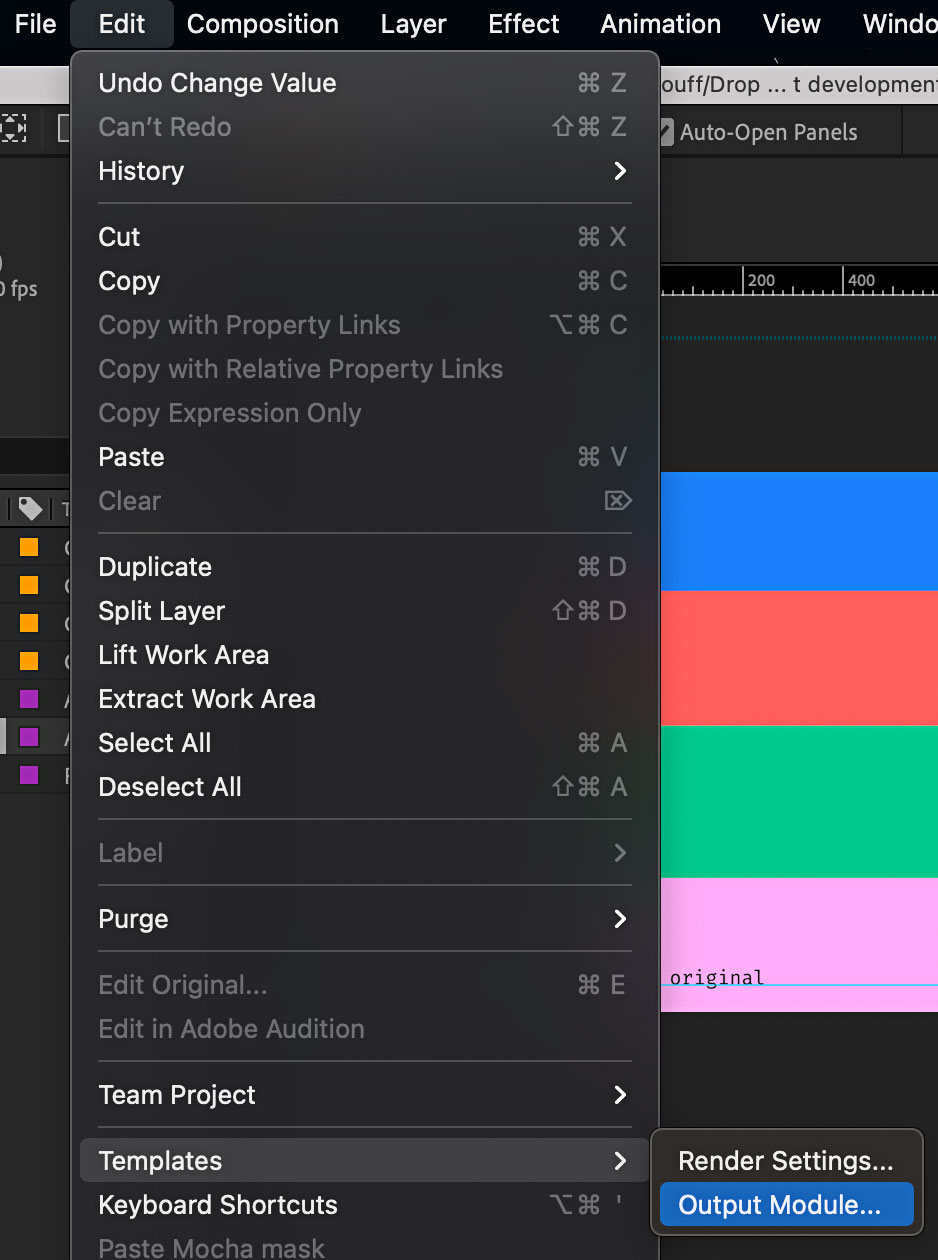 File Edit Composition Layer Effect Animation View Windo
ouff/Drop ... t development
Auto-Open Panels
Undo Change Value ⌘ Z
Can't Redo ⇧⌘ Z
History
Cut ⌘ X
Copy ⌘ C
0 fps
200 400
Copy with Property Links ⌥⌘ C
Copy with Relative Property Links
Copy Expression Only
Paste ⌘ V
Clear ⌦
Duplicate ⌘ D
Split Layer ⇧⌘ D
Lift Work Area
Extract Work Area
Select All ⌘ A
Deselect All ⇧⌘ A
Label
Purge
Edit Original... ⌘ E
original
Edit in Adobe Audition
Team Project
Templates
Render Settings...
Output Module...
Keyboard Shortcuts ⌥⌘ '
Paste Mocha mask